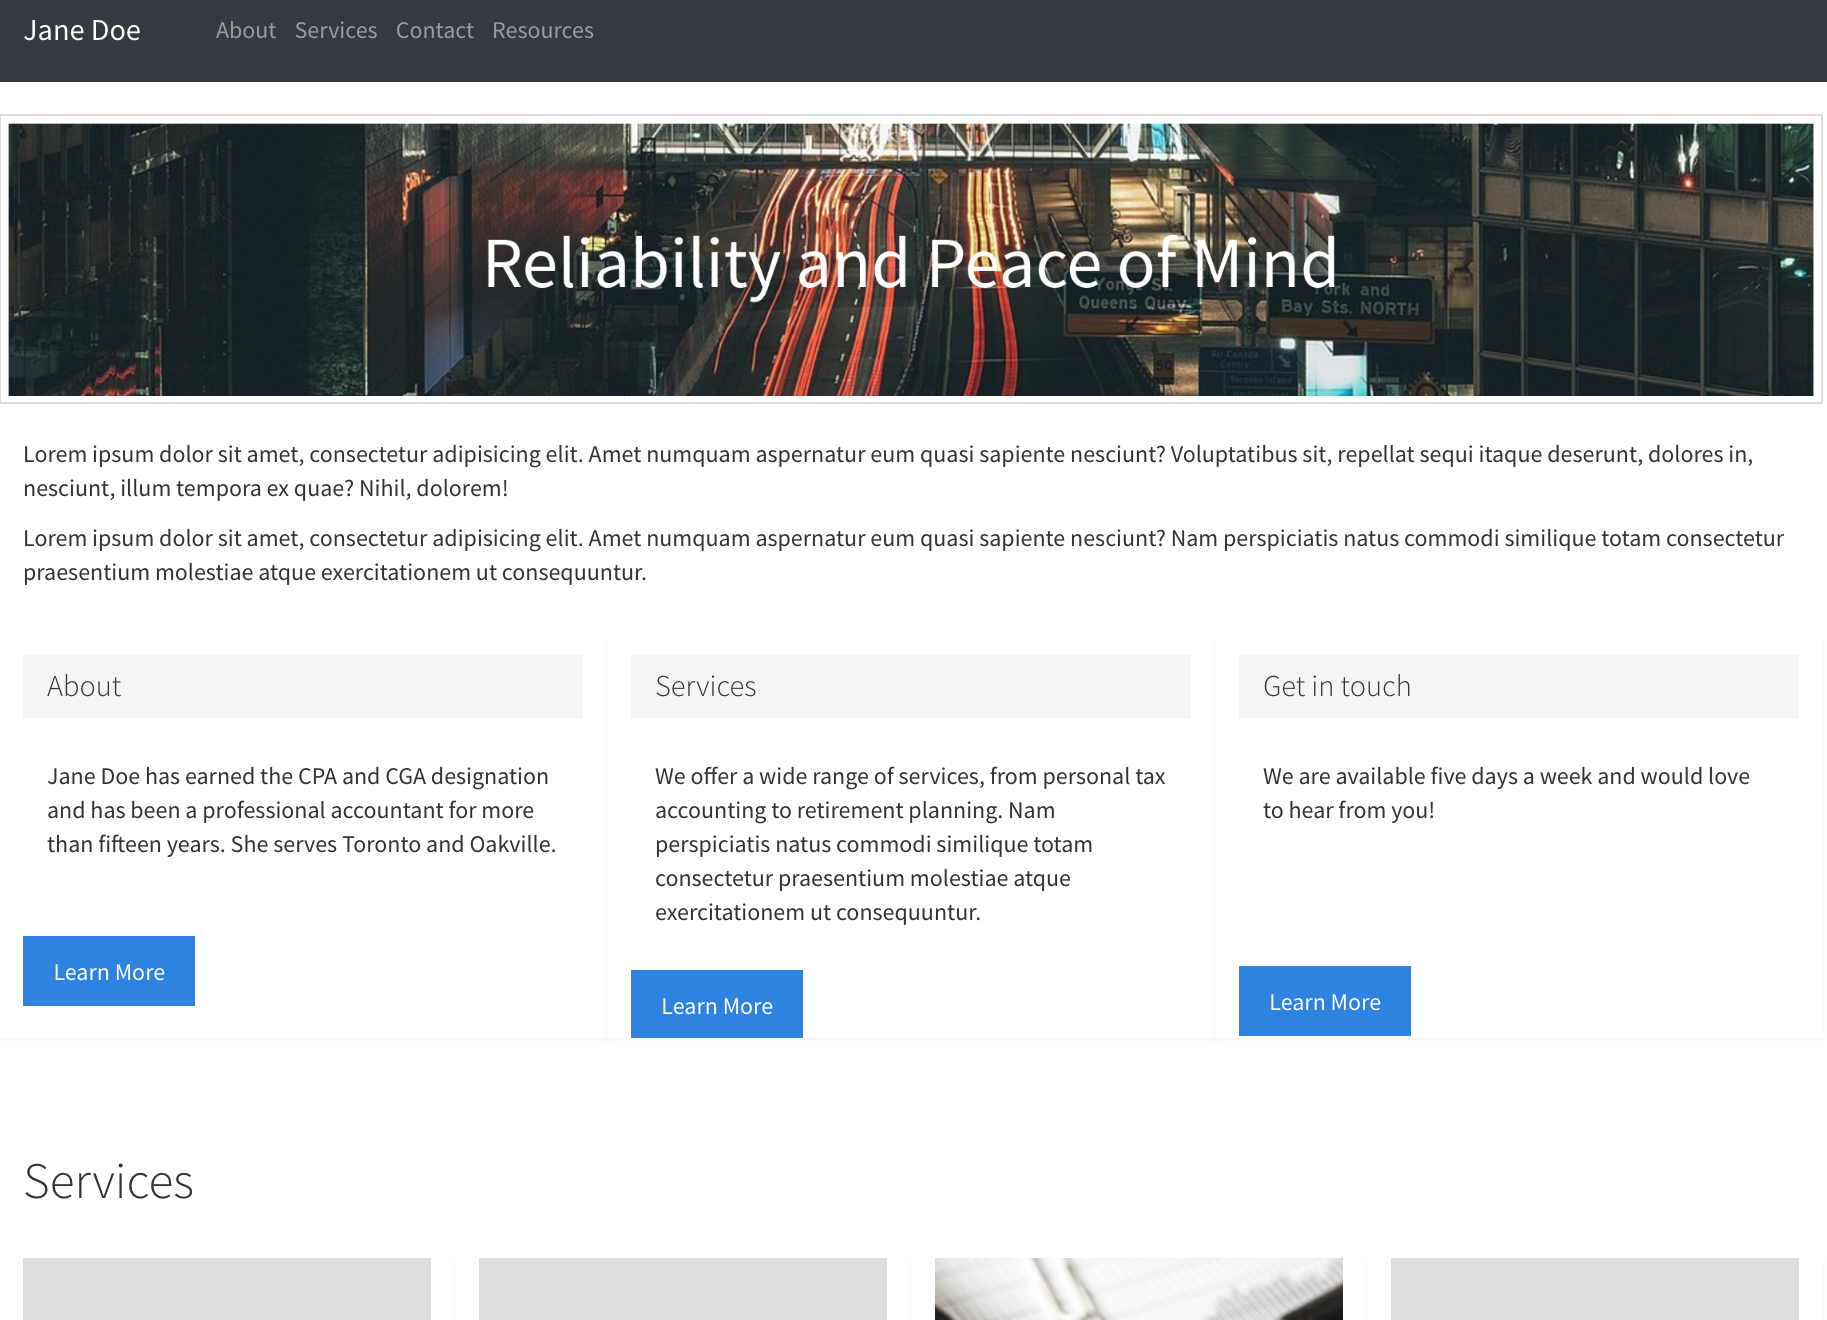 Jane Doe
About Services Contact Resources
Reliability and Peace of Mind
Yonge St.
Queens Quay
York and
Bay Sts. NORTH
Air Canada
Centre
Toronto Island
Lorem ipsum dolor sit amet, consectetur adipisicing elit. Amet numquam aspernatur eum quasi sapiente nesciunt? Voluptatibus sit, repellat sequi itaque deserunt, dolores in,
nesciunt, illum tempora ex quae? Nihil, dolorem!
Lorem ipsum dolor sit amet, consectetur adipisicing elit. Amet numquam aspernatur eum quasi sapiente nesciunt? Nam perspiciatis natus commodi similique totam consectetur
praesentium molestiae atque exercitationem ut consequuntur.
About
Jane Doe has earned the CPA and CGA designation
and has been a professional accountant for more
than fifteen years. She serves Toronto and Oakville.
Learn More
Services
We offer a wide range of services, from personal tax
accounting to retirement planning. Nam
perspiciatis natus commodi similique totam
consectetur praesentium molestiae atque
exercitationem ut consequuntur.
Learn More
Get in touch
We are available five days a week and would love
to hear from you!
Learn More
Services